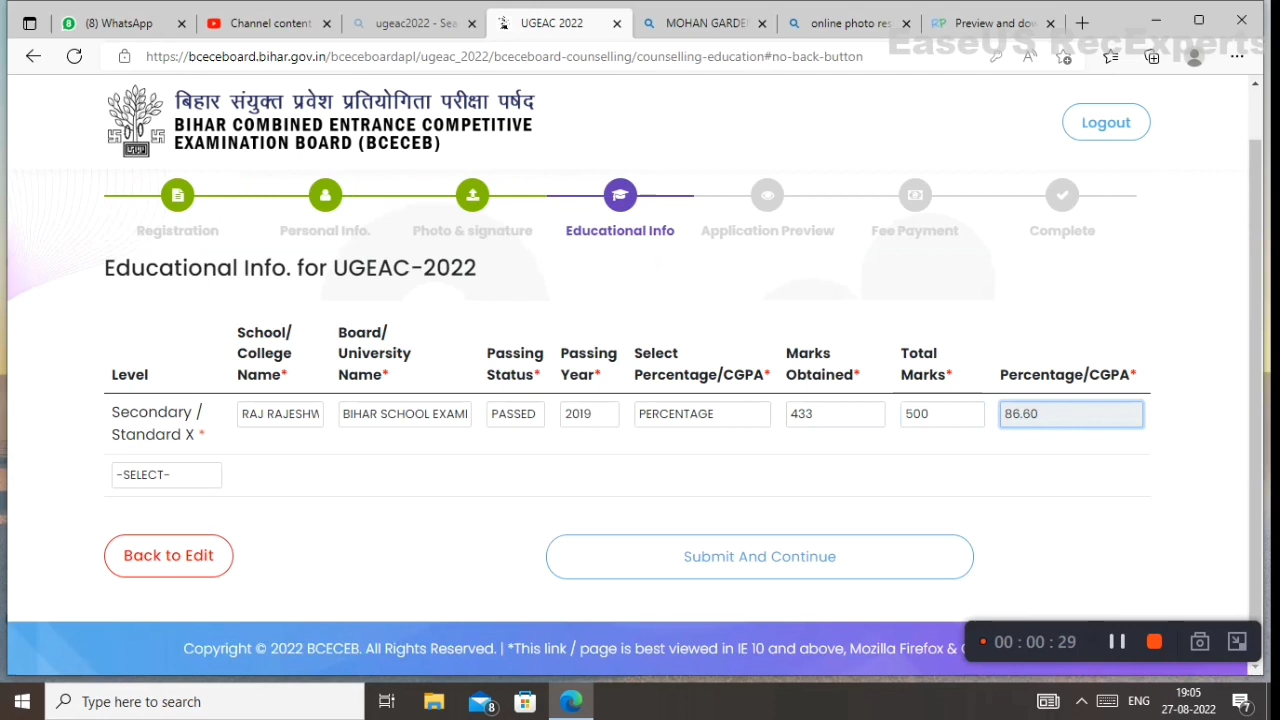 (8) WhatsApp
Channel content
ugeac2022 - Sea
UGEAC 2022
MOHAN GARDE
online photo res
Preview and dow
EaseUS RecExperts
https://bceceboard.bihar.gov.in/bceceboardapl/ugeac_2022/bceceboard-counselling/counselling-education#no-back-button
बिहार संयुक्त प्रवेश प्रतियोगिता परीक्षा पर्षद
BIHAR COMBINED ENTRANCE COMPETITIVE
EXAMINATION BOARD (BCECEB)
Logout
Registration
Personal Info.
Photo & signature
Educational Info
Application Preview
Fee Payment
Complete
Educational Info. for UGEAC-2022
Level
School/
College
Name*
Board/
University
Name*
Passing
Status*
Passing
Year*
Select
Percentage/CGPA*
Marks
Obtained*
Total
Marks*
Percentage/CGPA*
Secondary /
Standard X *
RAJ RAJESHW
BIHAR SCHOOL EXAMI
PASSED
2019
PERCENTAGE
433
500
86.60
-SELECT-
Back to Edit
Submit And Continue
Copyright © 2022 BCECEB. All Rights Reserved. | *This link / page is best viewed in IE 10 and above, Mozilla Firefox &
00:00:29
Type here to search
8
ENG
19:05
27-08-2022
7